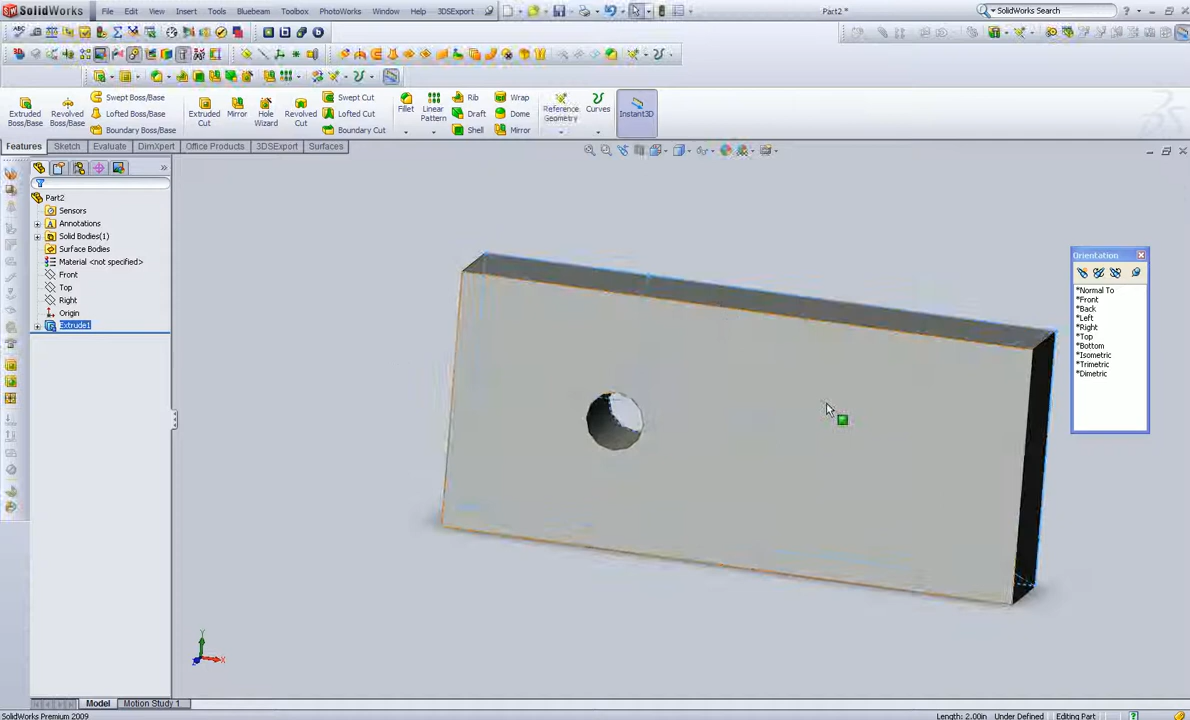 SolidWorks File Edit View Insert Tools Bluebeam Toolbox PhotoWorks Window Help 3DSExport Part2 * SolidWorks Search
Extruded Boss/Base Revolved Boss/Base Swept Boss/Base Lofted Boss/Base Boundary Boss/Base Extruded Cut Mirror Hole Wizard Revolved Cut Swept Cut Lofted Cut Boundary Cut Fillet Linear Pattern Rib Draft Shell Wrap Dome Mirror Reference Geometry Curves Instant3D
Features Sketch Evaluate DimXpert Office Products 3DSExport Surfaces
Part2
Sensors
Annotations
Solid Bodies(1)
Surface Bodies
Material <not specified>
Front
Top
Right
Origin
Extrude1
Orientation
*Normal To
*Front
*Back
*Left
*Right
*Top
*Bottom
*Isometric
*Trimetric
*Dimetric
Y
X
Z
Model Motion Study 1
SolidWorks Premium 2009 Length: 2.00in Under Defined Editing Part